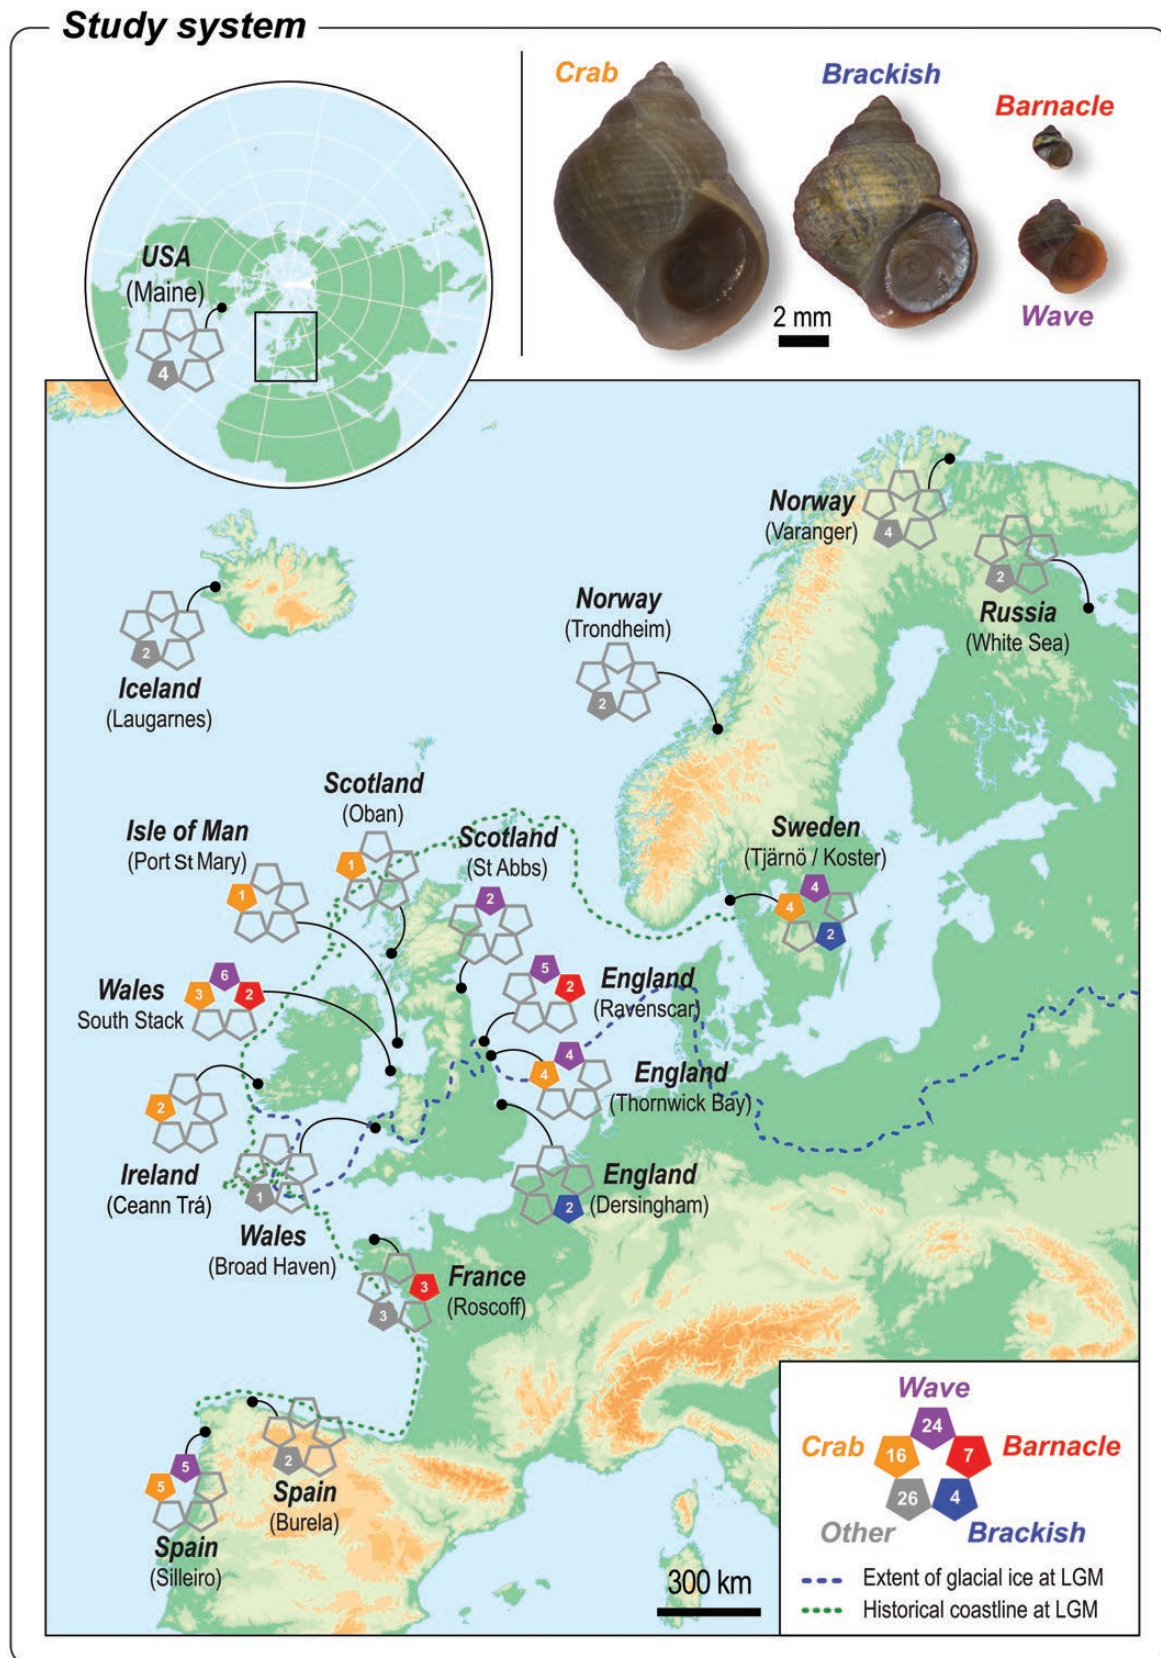 Study system
Crab
Brackish
Barnacle
Wave
2 mm
USA
(Maine)
4
Norway
(Varanger)
4
2
Russia
(White Sea)
Norway
(Trondheim)
2
2
Iceland
(Laugarnes)
Scotland
(Oban)
1
Isle of Man
(Port St Mary)
1
Scotland
(St Abbs)
2
Sweden
(Tjärnö / Koster)
4
4
2
Wales
South Stack
3
6
2
5
2
England
(Ravenscar)
4
4
England
(Thornwick Bay)
2
Ireland
(Ceann Trá)
1
Wales
(Broad Haven)
2
England
(Dersingham)
3
3
France
(Roscoff)
2
Spain
(Burela)
5
5
Spain
(Silleiro)
300 km
Wave
24
Crab
16
7
Barnacle
26
4
Other
Brackish
Extent of glacial ice at LGM
Historical coastline at LGM